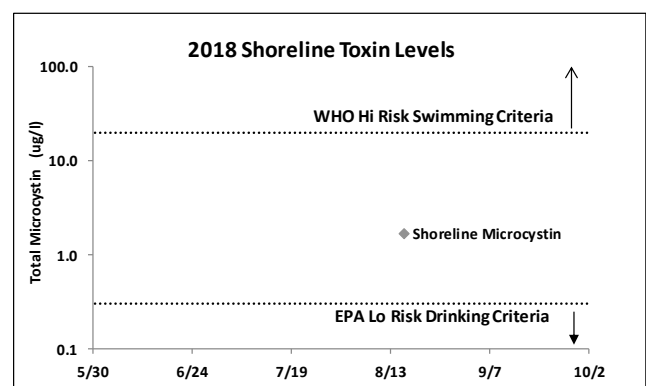 2018 Shoreline Toxin Levels
Total Microcystin (ug/l)
100.0
10.0
1.0
0.1
WHO Hi Risk Swimming Criteria
Shoreline Microcystin
EPA Lo Risk Drinking Criteria
5/30 6/24 7/19 8/13 9/7 10/2